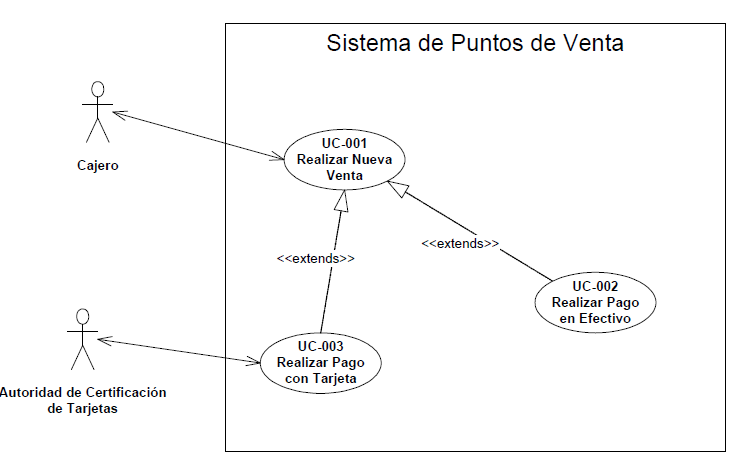 Sistema de Puntos de Venta
UC-001
Realizar Nueva
Venta
Cajero
<<extends>>
<<extends>>
UC-002
Realizar Pago
en Efectivo
UC-003
Realizar Pago
con Tarjeta
Autoridad de Certificación
de Tarjetas